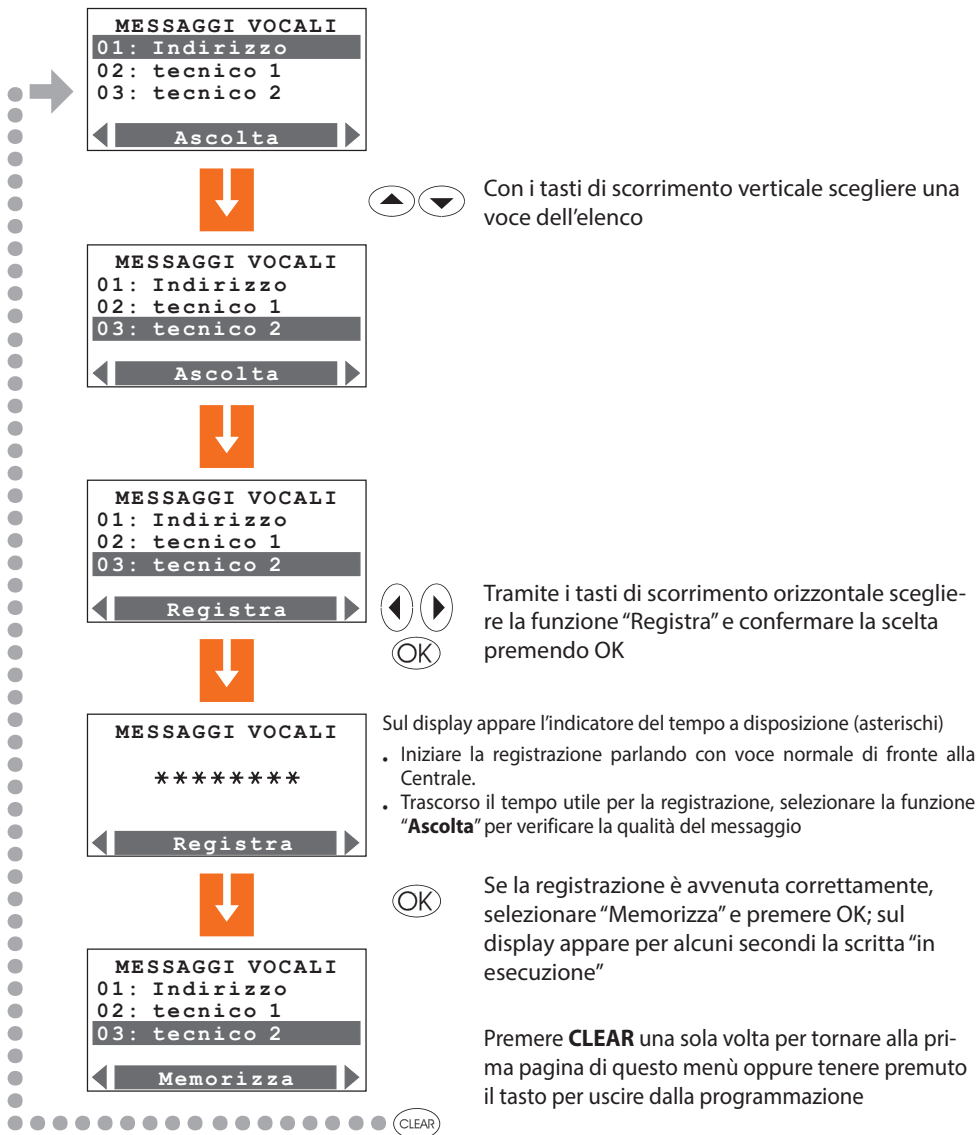 MESSAGGI VOCALI
01: Indirizzo
02: tecnico 1
03: tecnico 2
Ascolta
Con i tasti di scorrimento verticale scegliere una
voce dell'elenco
MESSAGGI VOCALI
01: Indirizzo
02: tecnico 1
03: tecnico 2
Ascolta
MESSAGGI VOCALI
01: Indirizzo
02: tecnico 1
03: tecnico 2
Registra
Tramite i tasti di scorrimento orizzontale sceglie-
re la funzione "Registra" e confermare la scelta
premendo OK
OK
MESSAGGI VOCALI
********
Registra
Sul display appare l'indicatore del tempo a disposizione (asterischi)
• Iniziare la registrazione parlando con voce normale di fronte alla
Centrale.
• Trascorso il tempo utile per la registrazione, selezionare la funzione
"Ascolta" per verificare la qualità del messaggio
OK
Se la registrazione è avvenuta correttamente,
selezionare "Memorizza" e premere OK; sul
display appare per alcuni secondi la scritta "in
esecuzione"
MESSAGGI VOCALI
01: Indirizzo
02: tecnico 1
03: tecnico 2
Memorizza
Premere CLEAR una sola volta per tornare alla pri-
ma pagina di questo menù oppure tenere premuto
il tasto per uscire dalla programmazione
CLEAR